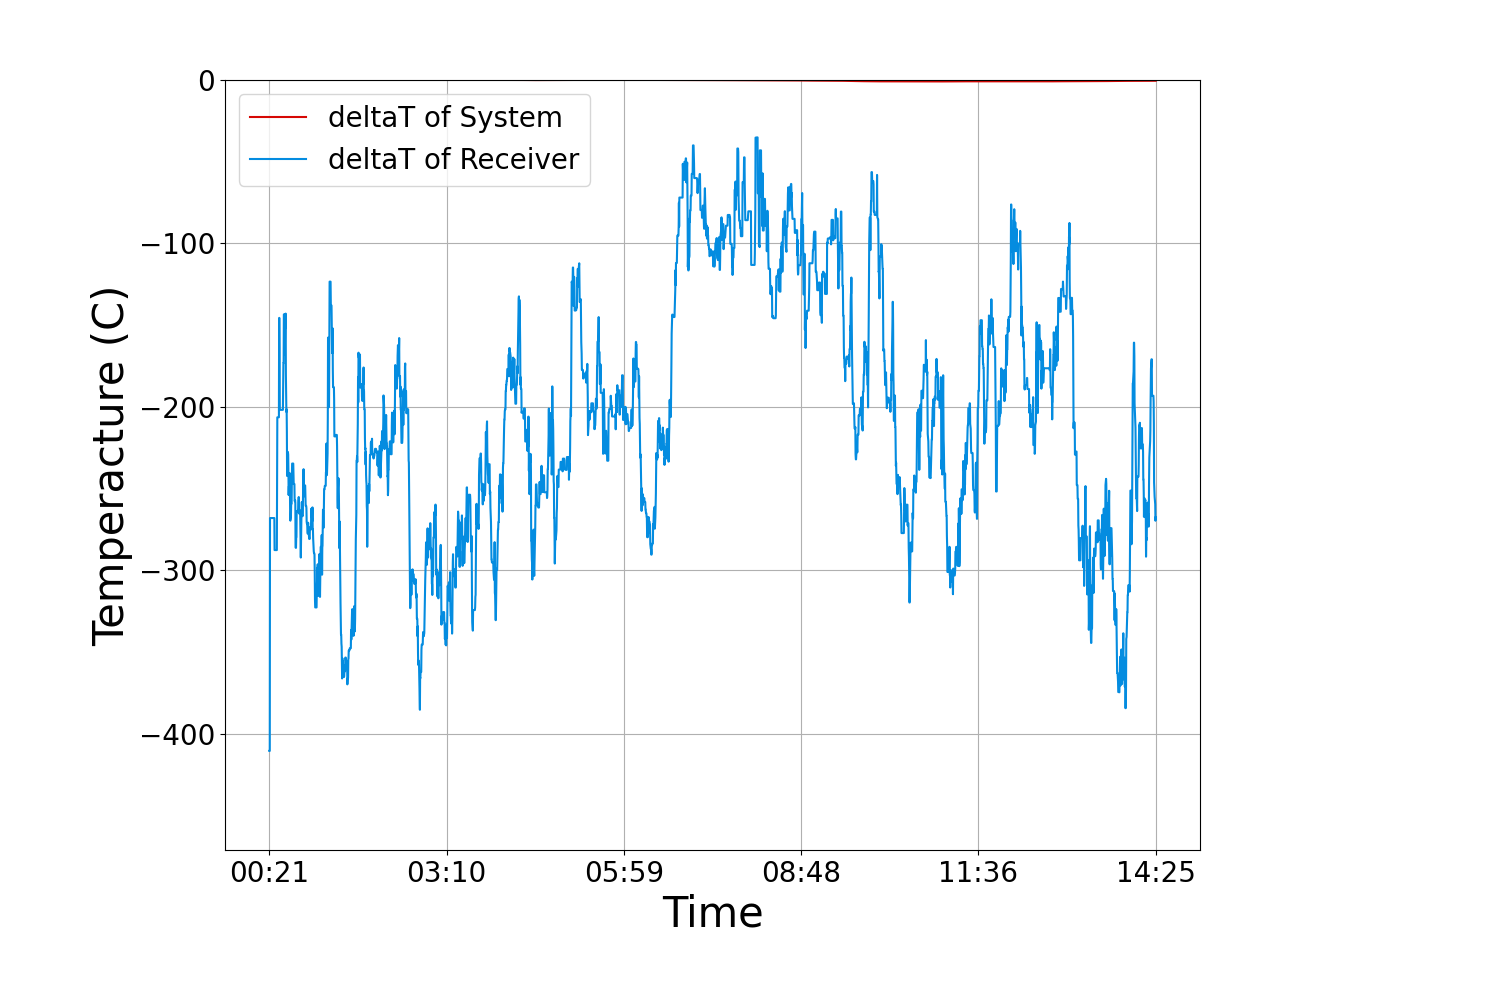 0
−100
−200
−300
−400
Temperacture (C)
deltaT of System
deltaT of Receiver
00:21 03:10 05:59 08:48 11:36 14:25
Time